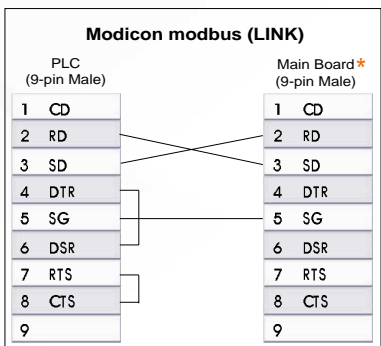 Modicon modbus (LINK)
PLC
(9-pin Male)
Main Board*
(9-pin Male)
1 CD
1 CD
2 RD
2 RD
3 SD
3 SD
4 DTR
4 DTR
5 SG
5 SG
6 DSR
6 DSR
7 RTS
7 RTS
8 CTS
8 CTS
9
9